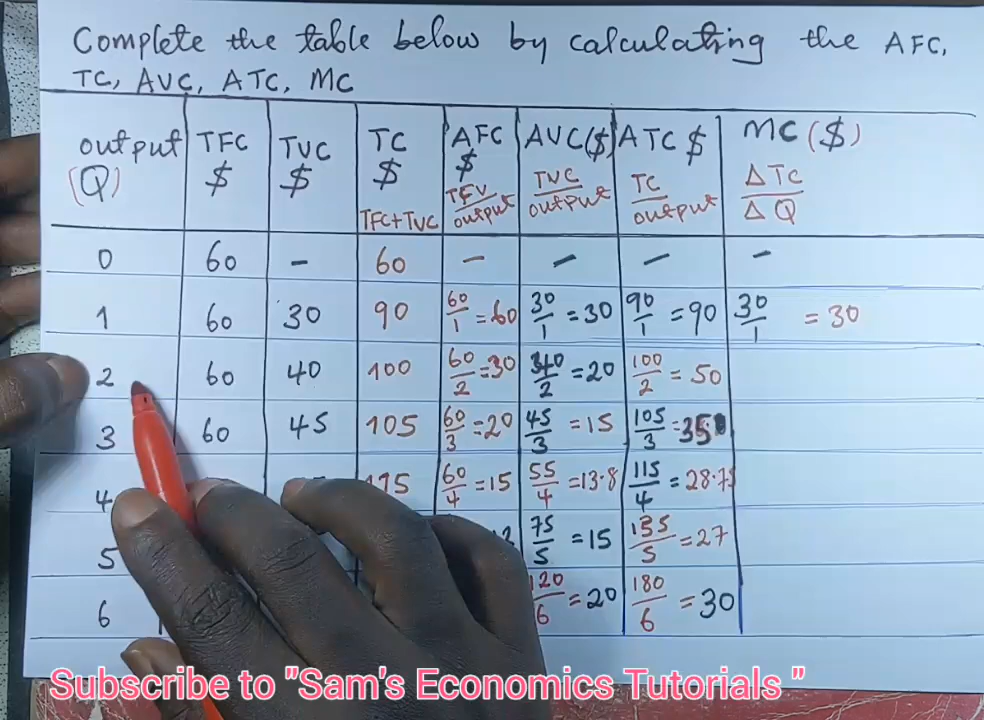 Complete the table below by calculating the AFC,
TC, AVC, ATC, MC
output (Q) TFC $ TVC $ TC $ TFC+TVC AFC $ TFV/output AVC($) TVC/output ATC $ TC/output MC ($) ΔTC/ΔQ
0 60 - 60 - - - -
1 60 30 90 60/1 = 60 30/1 = 30 90/1 = 90 30/1 = 30
2 60 40 100 60/2 = 30 40/2 = 20 100/2 = 50
3 60 45 105 60/3 = 20 45/3 = 15 105/3 = 35
4 115 60/4 = 15 55/4 = 13.8 115/4 = 28.75
5 12 75/5 = 15 135/5 = 27
6 120/6 = 20 180/6 = 30
Subscribe to "Sam's Economics Tutorials "